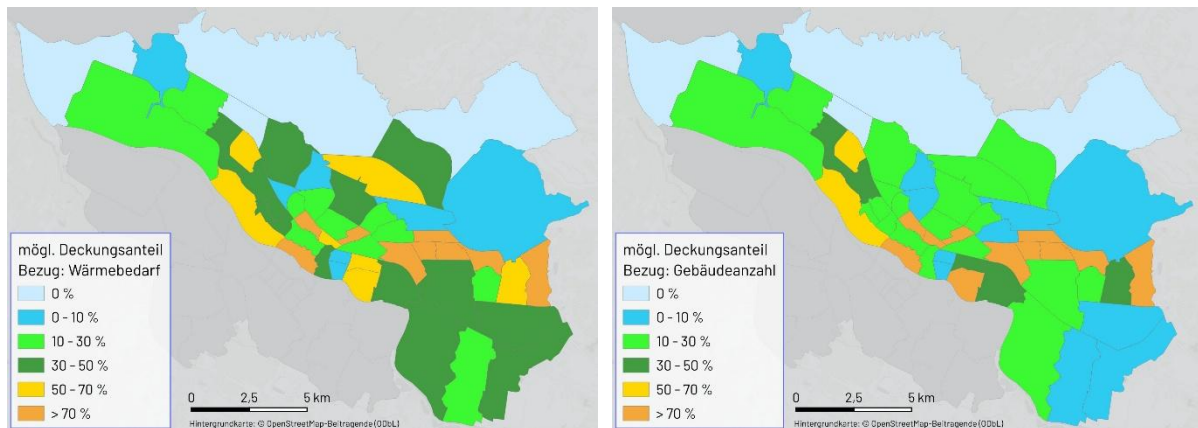 mögl. Deckungsanteil
Bezug: Wärmebedarf
0 %
0 - 10 %
10 - 30 %
30 - 50 %
50 - 70 %
> 70 %
0 2,5 5 km
Hintergrundkarte: © OpenStreetMap-Beitragende (ODbL)
mögl. Deckungsanteil
Bezug: Gebäudeanzahl
0 %
0 - 10 %
10 - 30 %
30 - 50 %
50 - 70 %
> 70 %
0 2,5 5 km
Hintergrundkarte: © OpenStreetMap-Beitragende (ODbL)